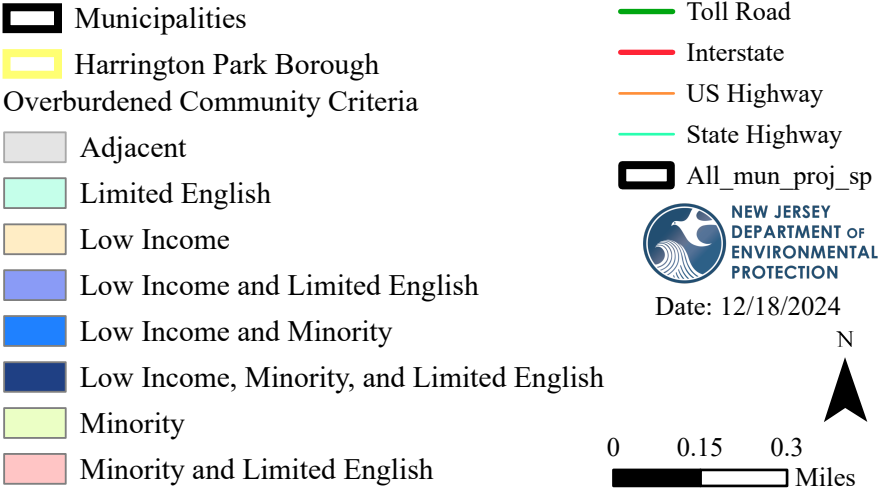 Municipalities
Harrington Park Borough
Overburdened Community Criteria
Adjacent
Limited English
Low Income
Low Income and Limited English
Low Income and Minority
Low Income, Minority, and Limited English
Minority
Minority and Limited English
Toll Road
Interstate
US Highway
State Highway
All_mun_proj_sp
NEW JERSEY
DEPARTMENT OF
ENVIRONMENTAL
PROTECTION
Date: 12/18/2024
N
0 0.15 0.3
Miles